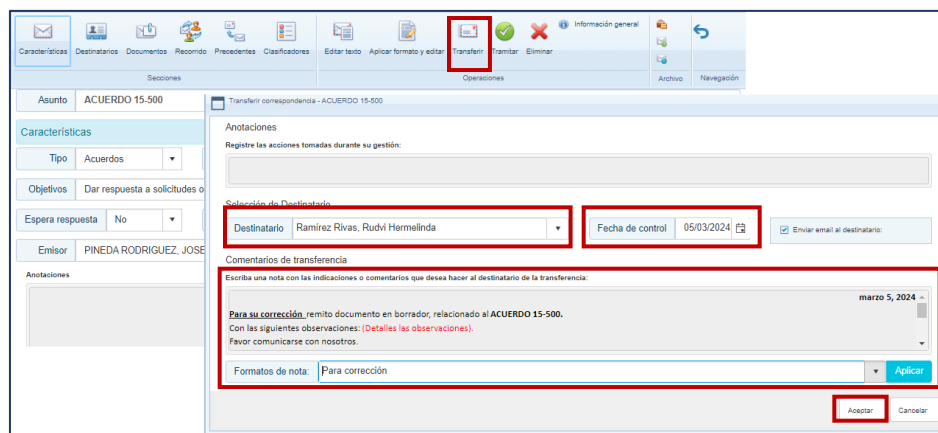 Información general
Características Destinatarios Documentos Recorrido Precedentes Clasificadores Editar texto Aplicar formato y editar Transferir Tramitar Eliminar
Secciones Operaciones Archivo Navegación
Asunto ACUERDO 15-500
Transferir correspondencia - ACUERDO 15-500
Características
Anotaciones
Registre las acciones tomadas durante su gestión:
Tipo Acuerdos
Objetivos Dar respuesta a solicitudes o
Selección de Destinatario
Espera respuesta No
Destinatario Ramírez Rivas, Rudvi Hermelinda
Fecha de control 05/03/2024
Enviar email al destinatario:
Emisor PINEDA RODRIGUEZ, JOSE
Comentarios de transferencia
Anotaciones
Escriba una nota con las indicaciones o comentarios que desea hacer al destinatario de la transferencia:
marzo 5, 2024
Para su corrección remito documento en borrador, relacionado al ACUERDO 15-500.
Con las siguientes observaciones: (Detalles las observaciones).
Favor comunicarse con nosotros.
Formatos de nota: Para corrección Aplicar
Aceptar Cancelar